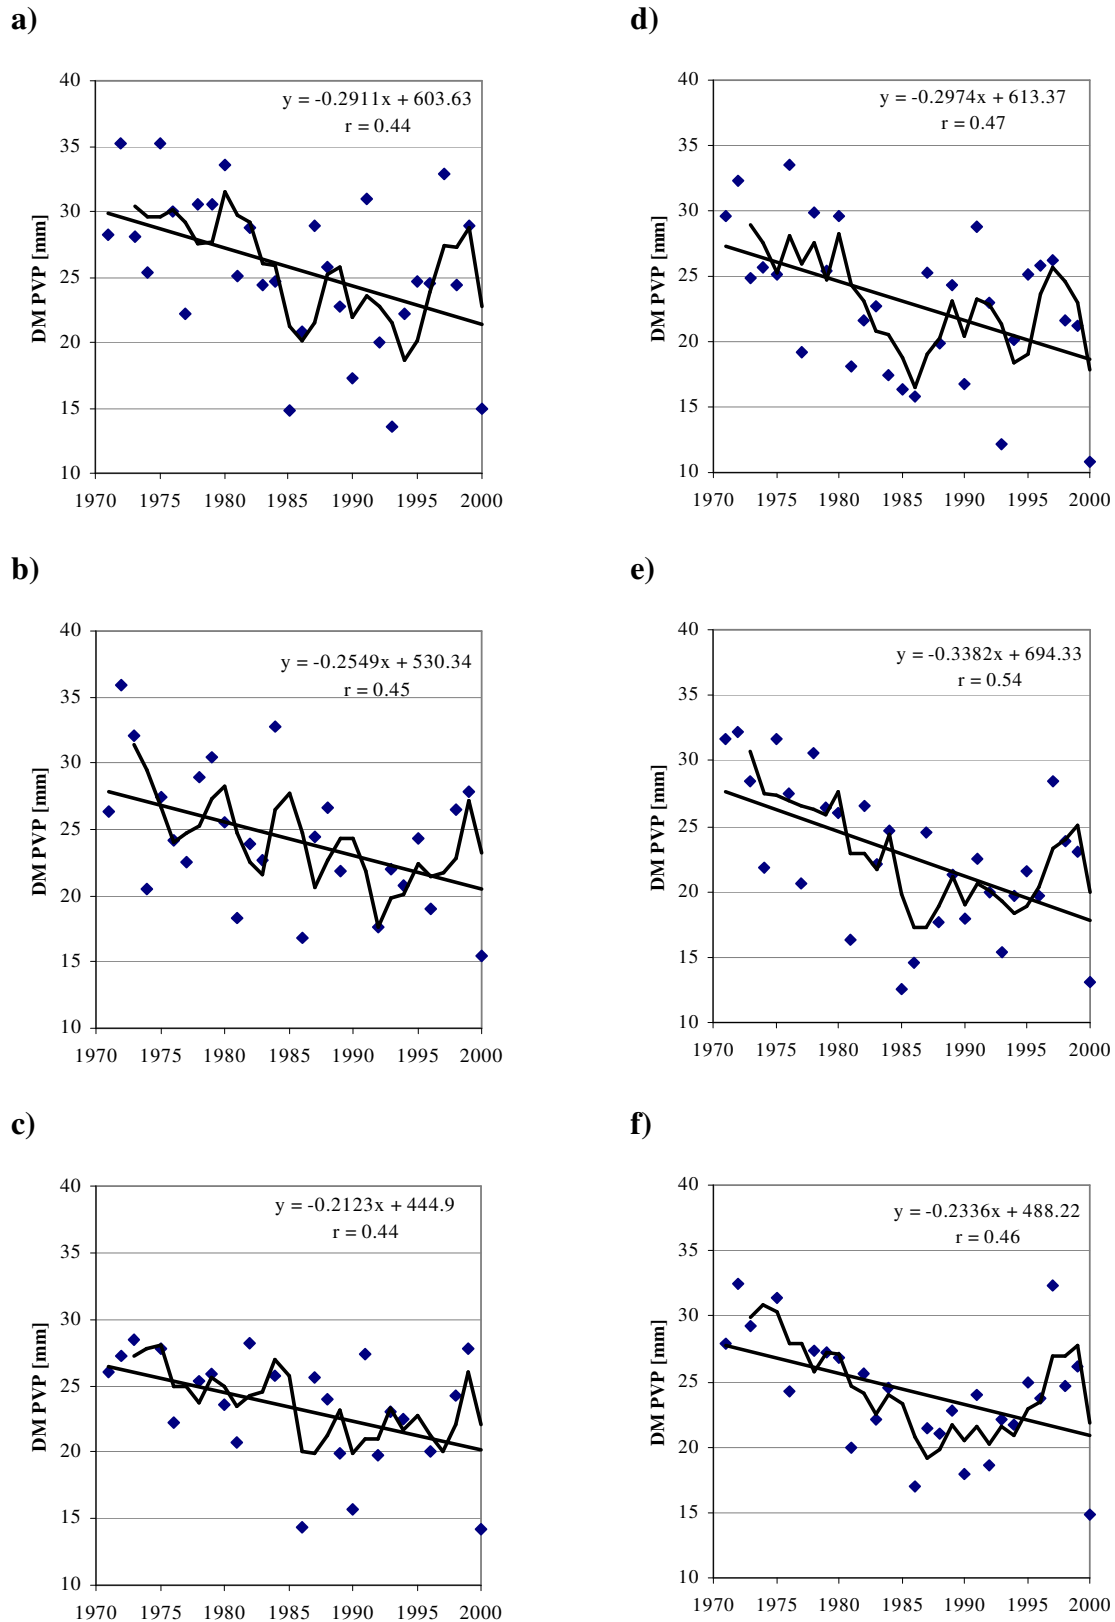 a)
DM PVP [mm]
40
35
30
25
20
15
10
y = -0.2911x + 603.63
r = 0.44
1970 1975 1980 1985 1990 1995 2000
d)
DM PVP [mm]
40
35
30
25
20
15
10
y = -0.2974x + 613.37
r = 0.47
1970 1975 1980 1985 1990 1995 2000
b)
DM PVP [mm]
40
35
30
25
20
15
10
y = -0.2549x + 530.34
r = 0.45
1970 1975 1980 1985 1990 1995 2000
e)
DM PVP [mm]
40
35
30
25
20
15
10
y = -0.3382x + 694.33
r = 0.54
1970 1975 1980 1985 1990 1995 2000
c)
DM PVP [mm]
40
35
30
25
20
15
10
y = -0.2123x + 444.9
r = 0.44
1970 1975 1980 1985 1990 1995 2000
f)
DM PVP [mm]
40
35
30
25
20
15
10
y = -0.2336x + 488.22
r = 0.46
1970 1975 1980 1985 1990 1995 2000